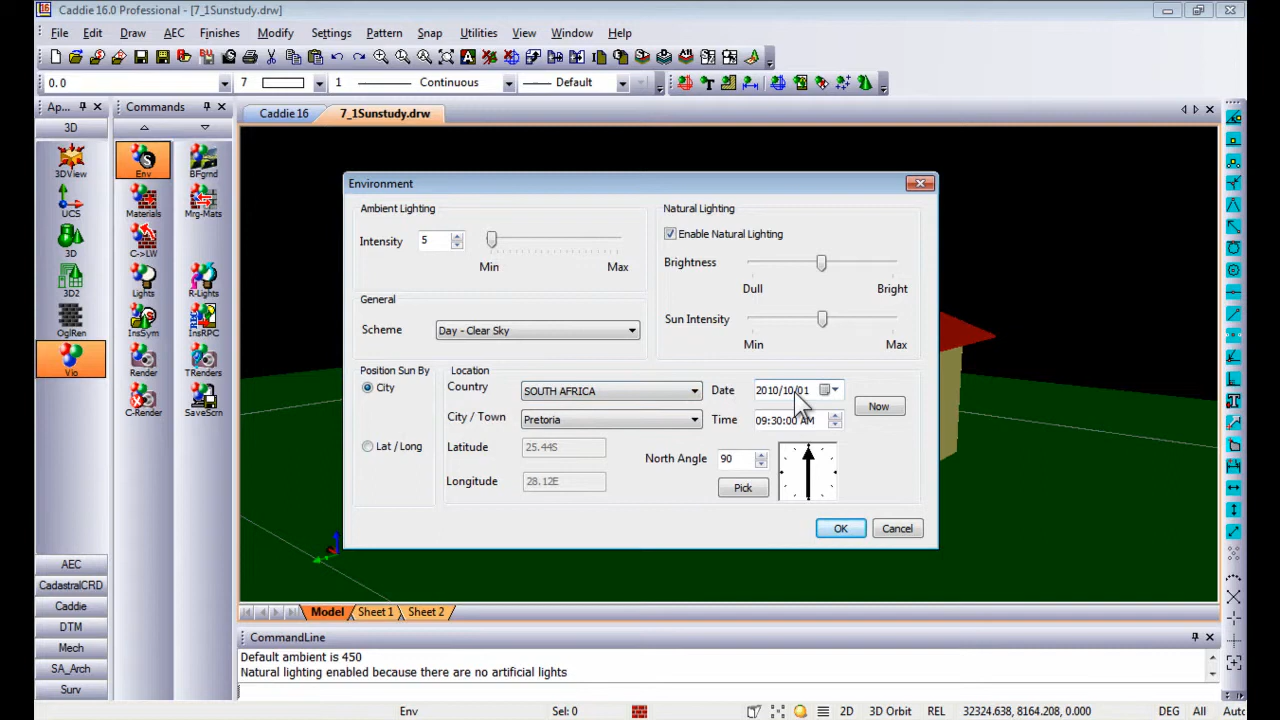 16 Caddie 16.0 Professional - [7_1Sunstudy.drw]
File Edit Draw AEC Finishes Modify Settings Pattern Snap Utilities View Window Help
0.0 7 1 Continuous Default
Ap... Commands Caddie 16 7_1Sunstudy.drw
3D
3DView Env BFgrnd
UCS Materials Mrg-Mats
3D C->LW
3D2 Lights R-Lights
OglRen InsSym InsRPC
Vio Render TRenders
C-Render SaveScrn
AEC
CadastralCRD
Caddie
DTM
Mech
SA_Arch
Surv
Environment
Ambient Lighting
Intensity 5
Min Max
General
Scheme Day - Clear Sky
Natural Lighting
Enable Natural Lighting
Brightness
Dull Bright
Sun Intensity
Min Max
Position Sun By
City
Lat / Long
Location
Country SOUTH AFRICA
City / Town Pretoria
Latitude 25.44S
Longitude 28.12E
Date 2010/10/01
Time 09:30:00 AM
Now
North Angle 90
Pick
OK Cancel
Model Sheet 1 Sheet 2
CommandLine
Default ambient is 450
Natural lighting enabled because there are no artificial lights
Env Sel: 0 2D 3D Orbit REL 32324.638, 8164.208, 0.000 DEG All Auto